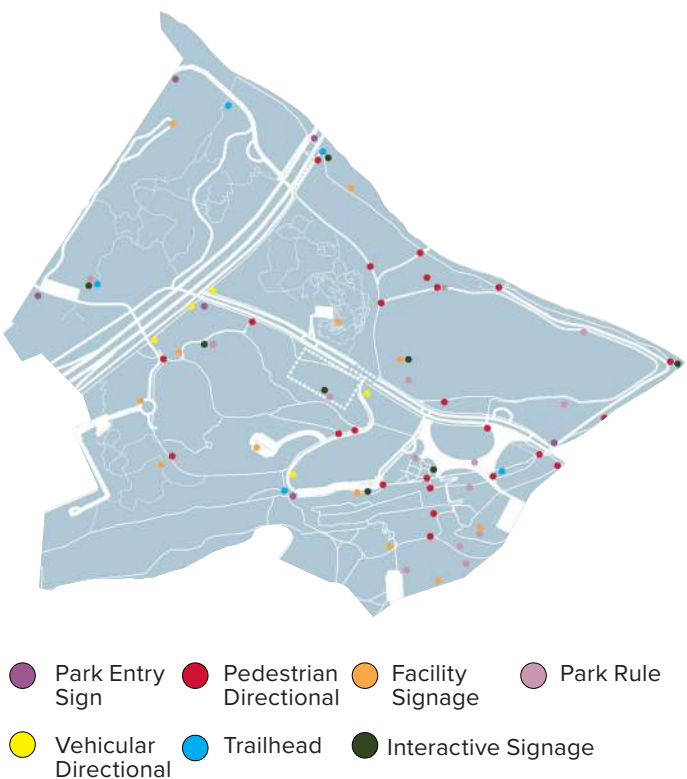 Park Entry
Sign
Pedestrian
Directional
Facility
Signage
Park Rule
Vehicular
Directional
Trailhead
Interactive Signage